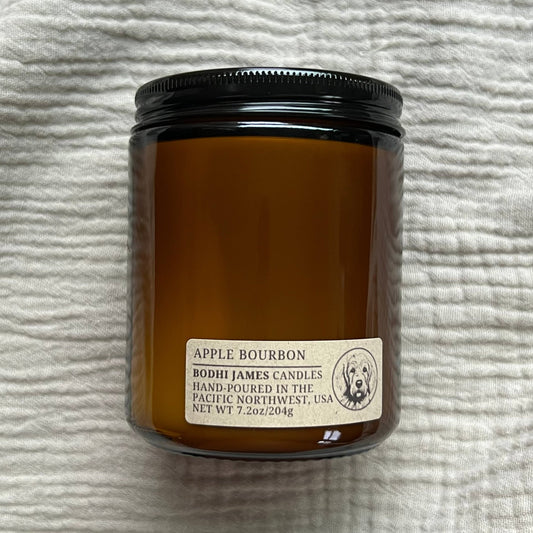 APPLE BOURBON
BODHI JAMES CANDLES
HAND-POURED IN THE
PACIFIC NORTHWEST, USA
NET WT 7.2oz/204g